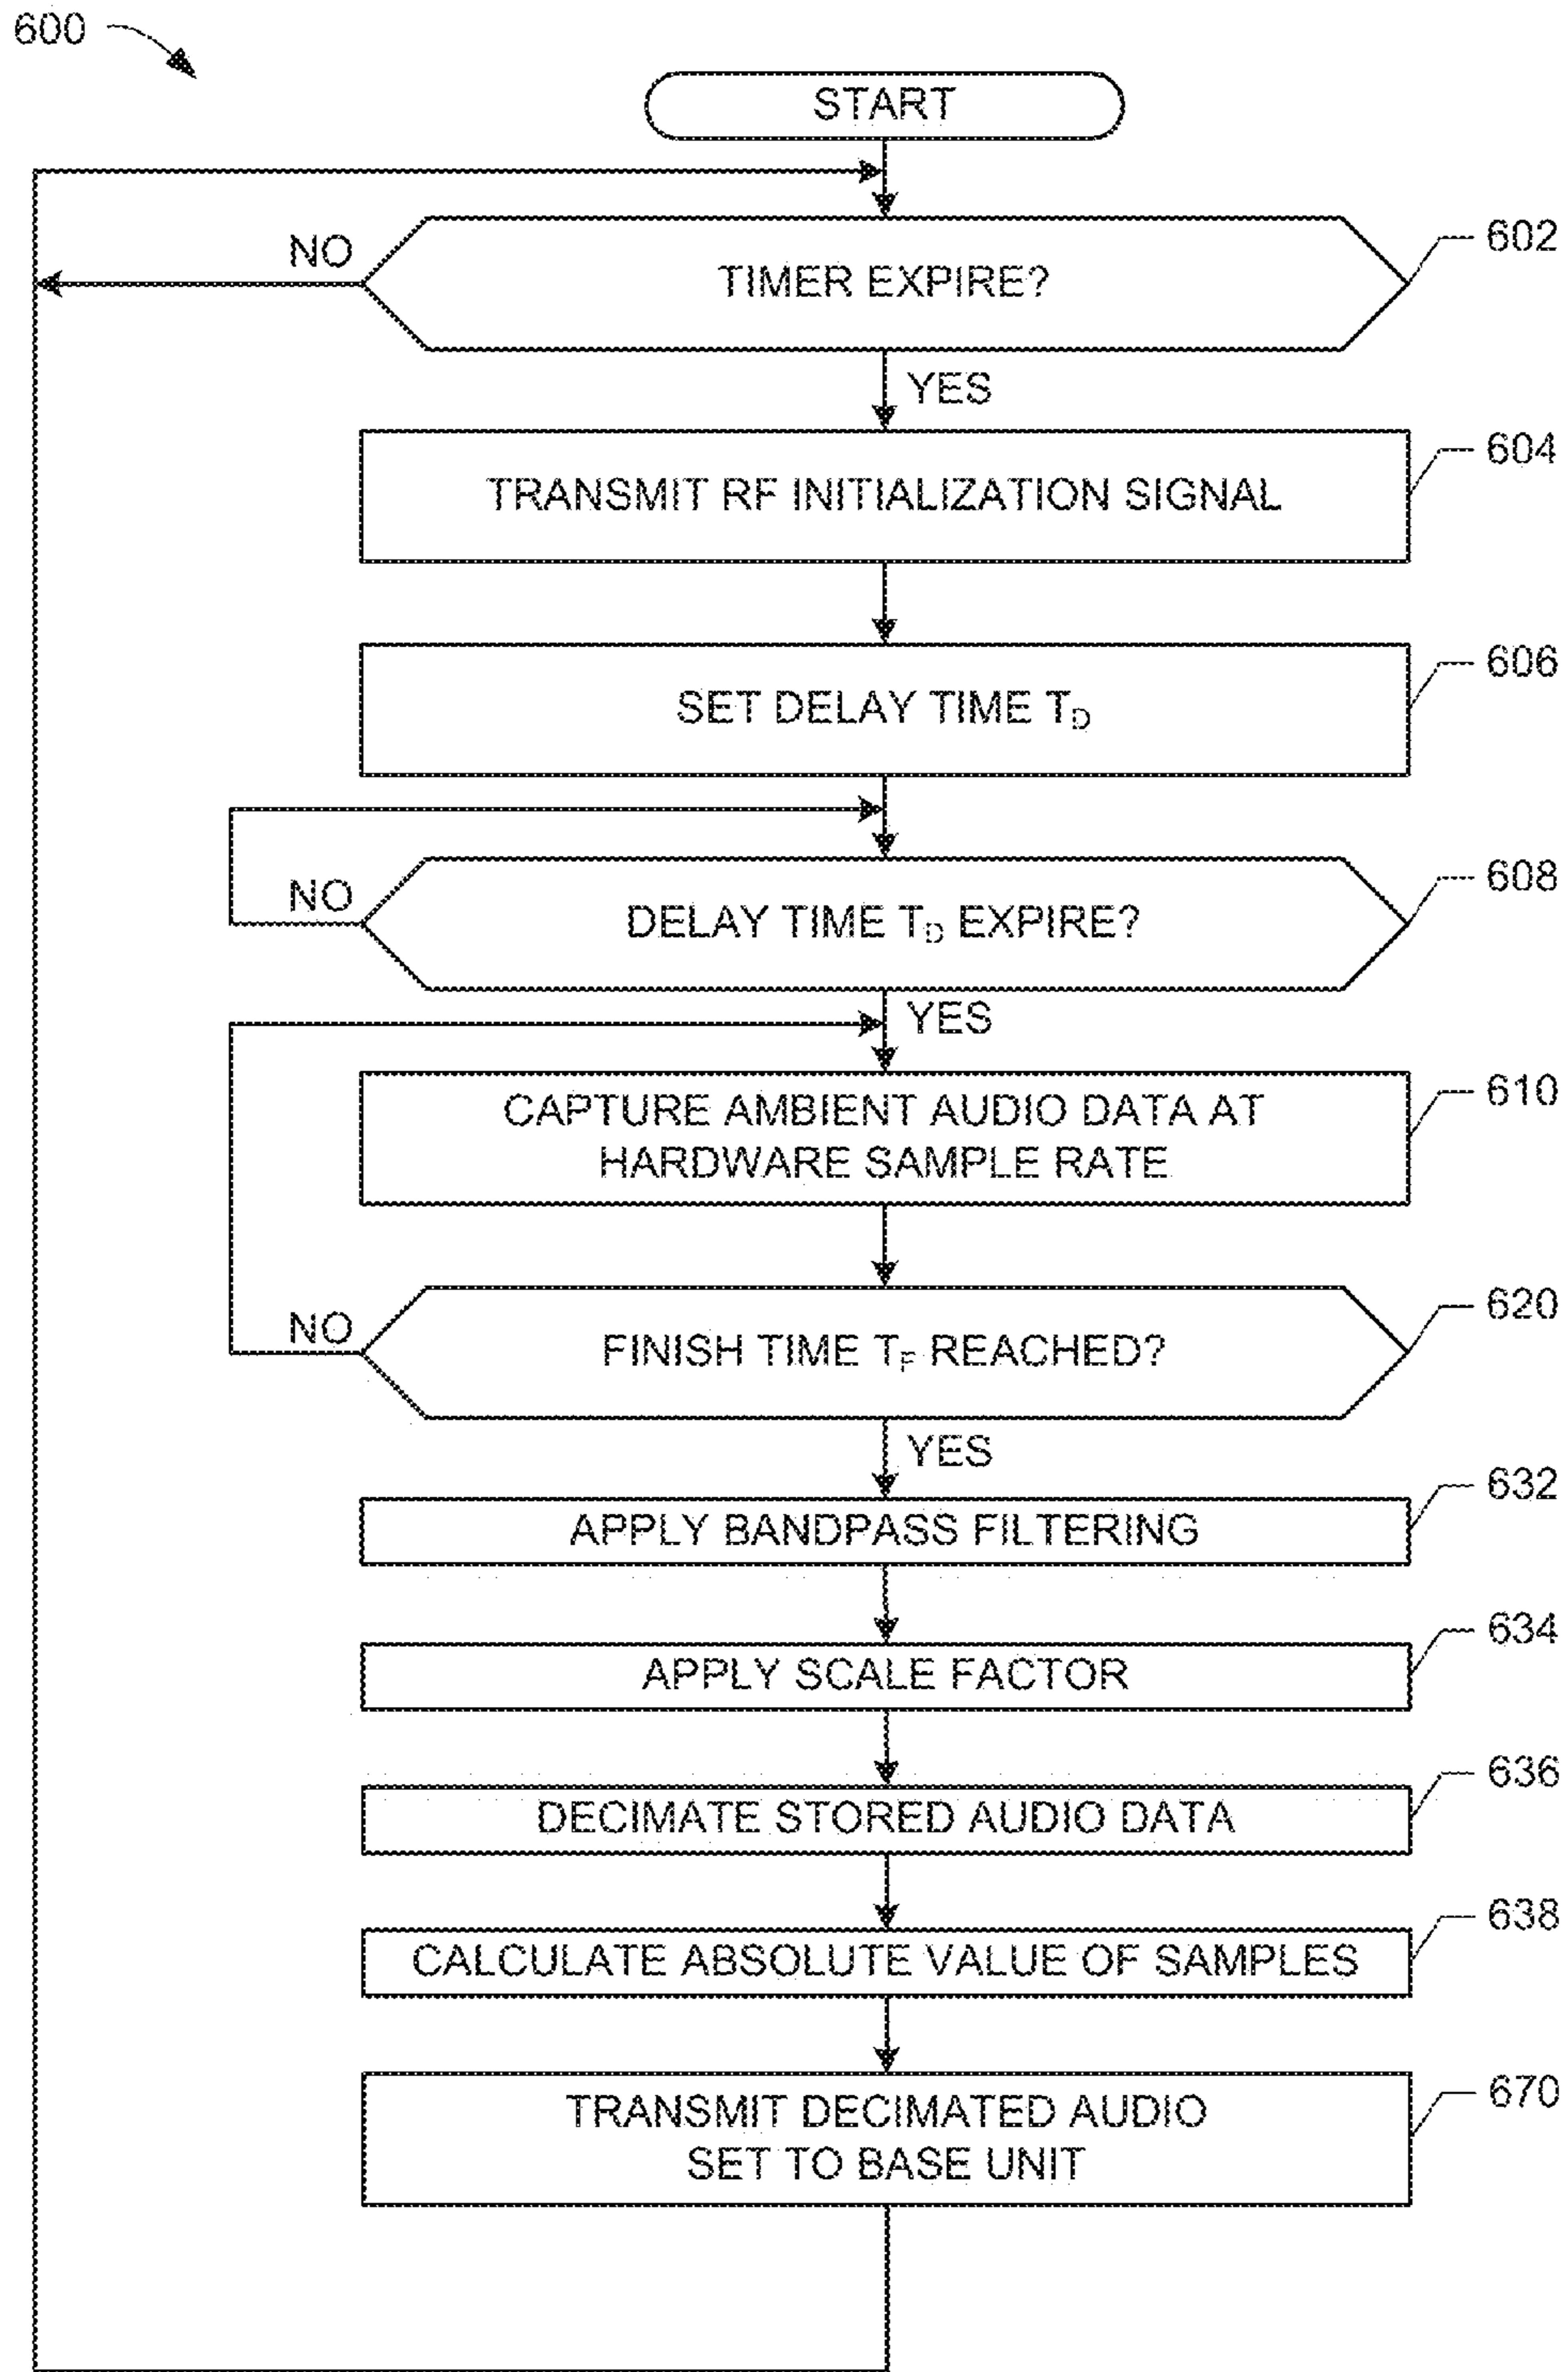 600
START
602
NO
TIMER EXPIRE?
YES
604
TRANSMIT RF INITIALIZATION SIGNAL
606
SET DELAY TIME T_D
608
NO
DELAY TIME T_D EXPIRE?
YES
610
CAPTURE AMBIENT AUDIO DATA AT
HARDWARE SAMPLE RATE
620
NO
FINISH TIME T_F REACHED?
YES
632
APPLY BANDPASS FILTERING
634
APPLY SCALE FACTOR
636
DECIMATE STORED AUDIO DATA
638
CALCULATE ABSOLUTE VALUE OF SAMPLES
670
TRANSMIT DECIMATED AUDIO
SET TO BASE UNIT